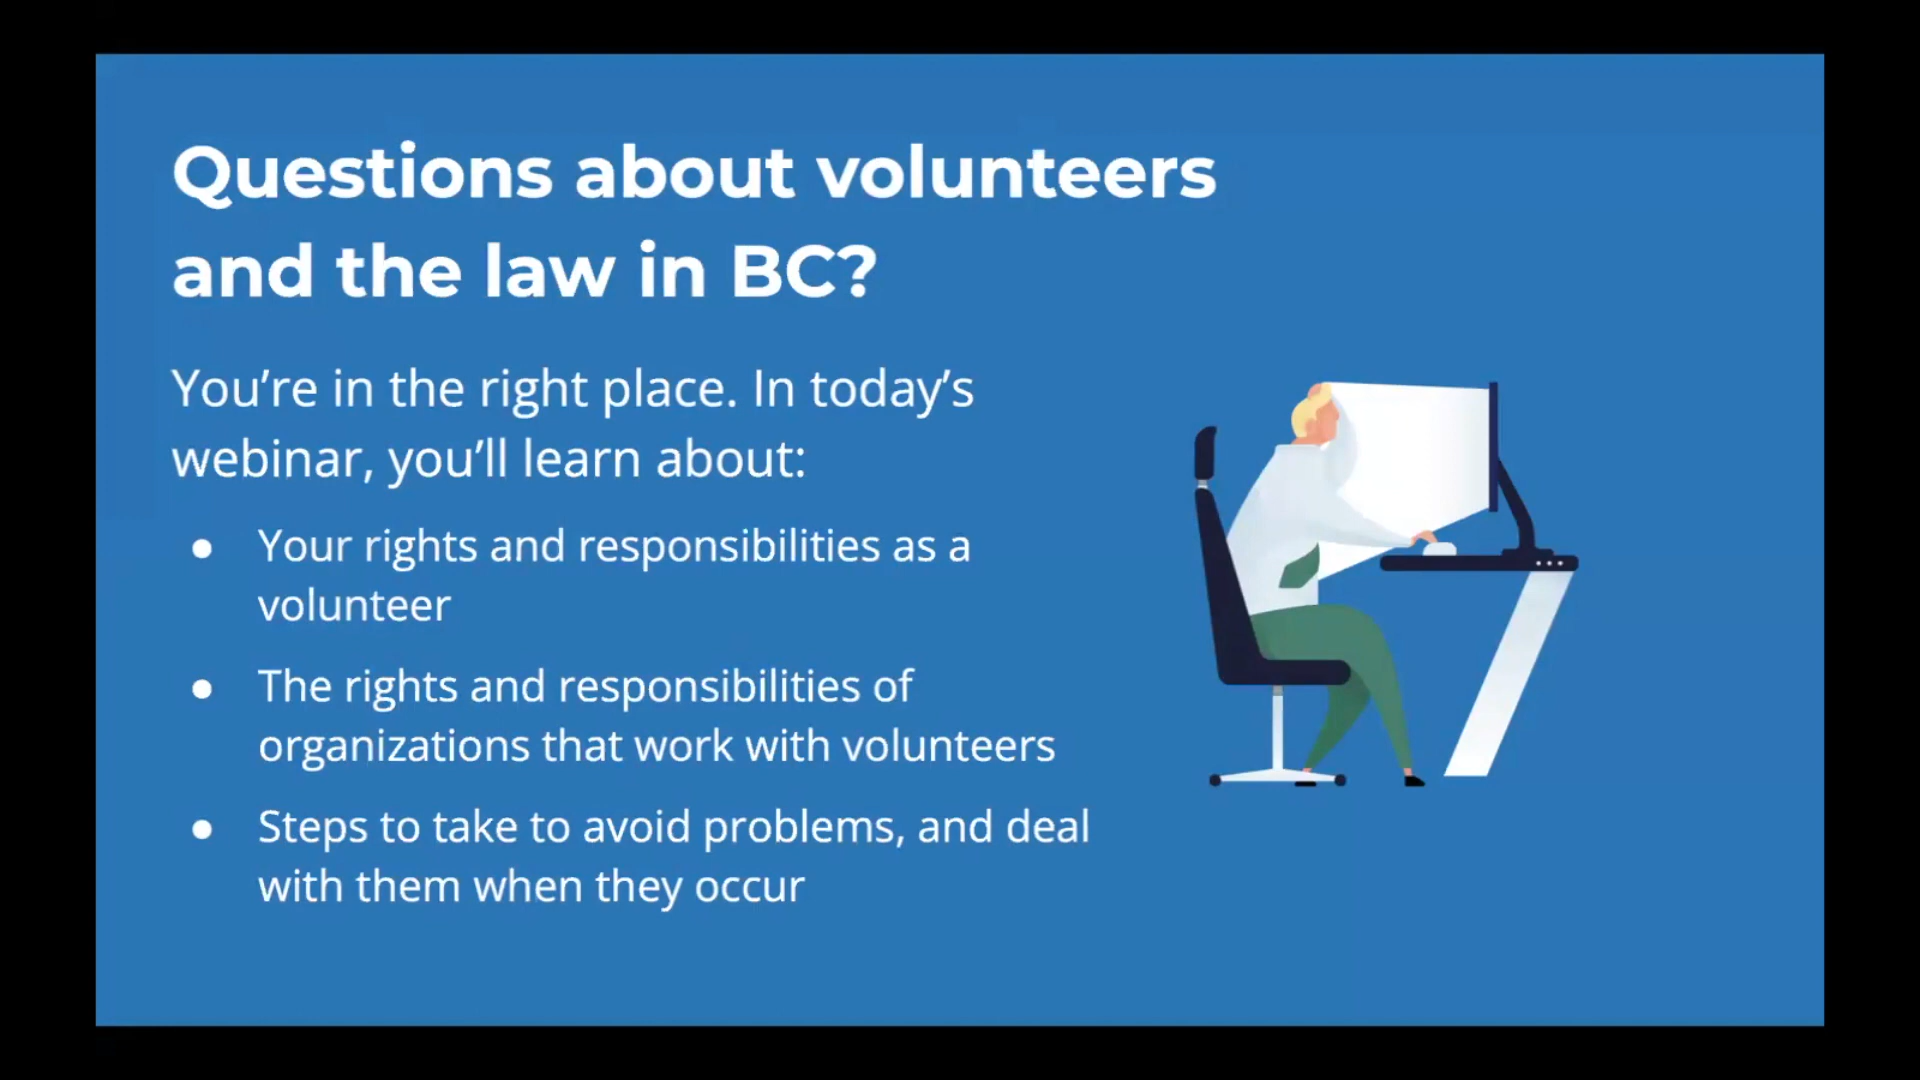 Questions about volunteers
and the law in BC?
You’re in the right place. In today’s
webinar, you’ll learn about:
● Your rights and responsibilities as a
volunteer
● The rights and responsibilities of
organizations that work with volunteers
● Steps to take to avoid problems, and deal
with them when they occur